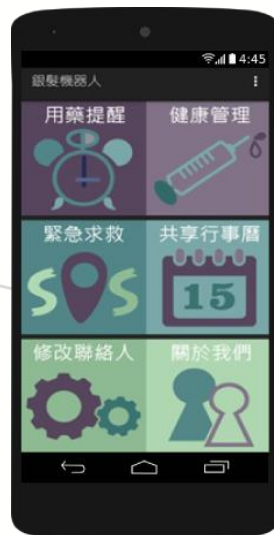 4:45
銀髮機器人
用藥提醒
健康管理
緊急求救
共享行事曆
SOS
15
修改聯絡人
關於我們